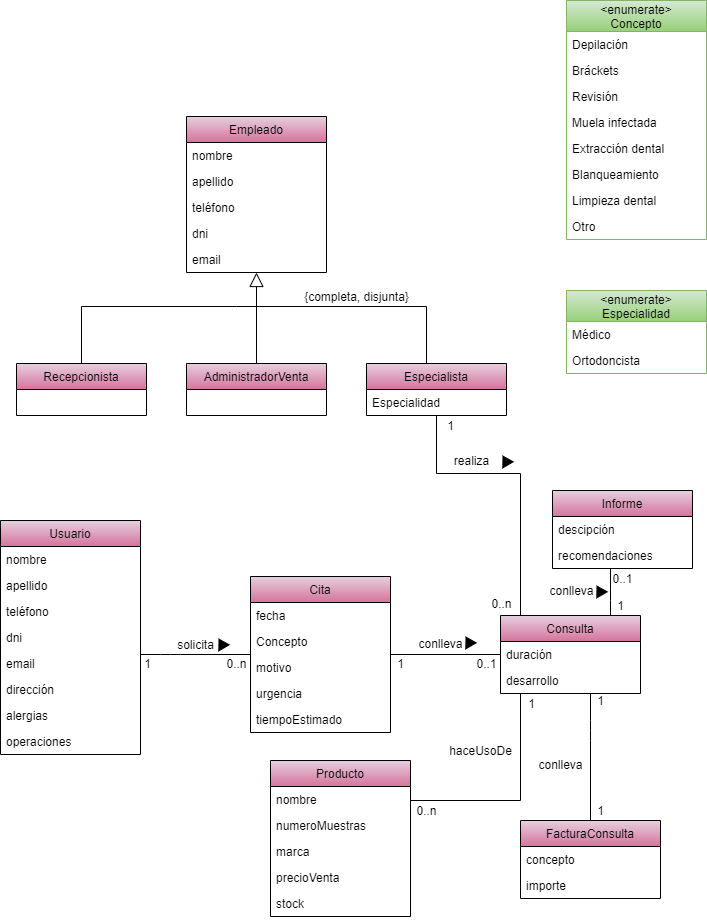 <enumerate>
Concepto
Depilación
Bráckets
Revisión
Muela infectada
Extracción dental
Blanqueamiento
Limpieza dental
Otro
Empleado
nombre
apellido
teléfono
dni
email
{completa, disjunta}
<enumerate>
Especialidad
Médico
Ortodoncista
Recepcionista
AdministradorVenta
Especialista
Especialidad
1
realiza
0..n
Informe
descipción
recomendaciones
0..1
conlleva
1
Usuario
nombre
apellido
teléfono
dni
email
dirección
alergias
operaciones
solicita
1
0..n
Cita
fecha
Concepto
motivo
urgencia
tiempoEstimado
conlleva
1
0..1
Consulta
duración
desarrollo
1
1
haceUsoDe
conlleva
0..n
1
Producto
nombre
numeroMuestras
marca
precioVenta
stock
FacturaConsulta
concepto
importe